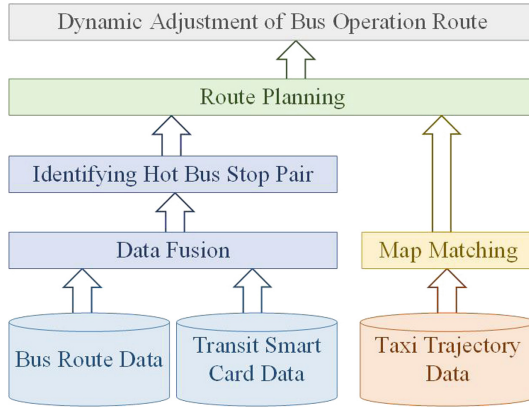 Dynamic Adjustment of Bus Operation Route
Route Planning
Identifying Hot Bus Stop Pair
Data Fusion
Map Matching
Bus Route Data
Transit Smart
Card Data
Taxi Trajectory
Data